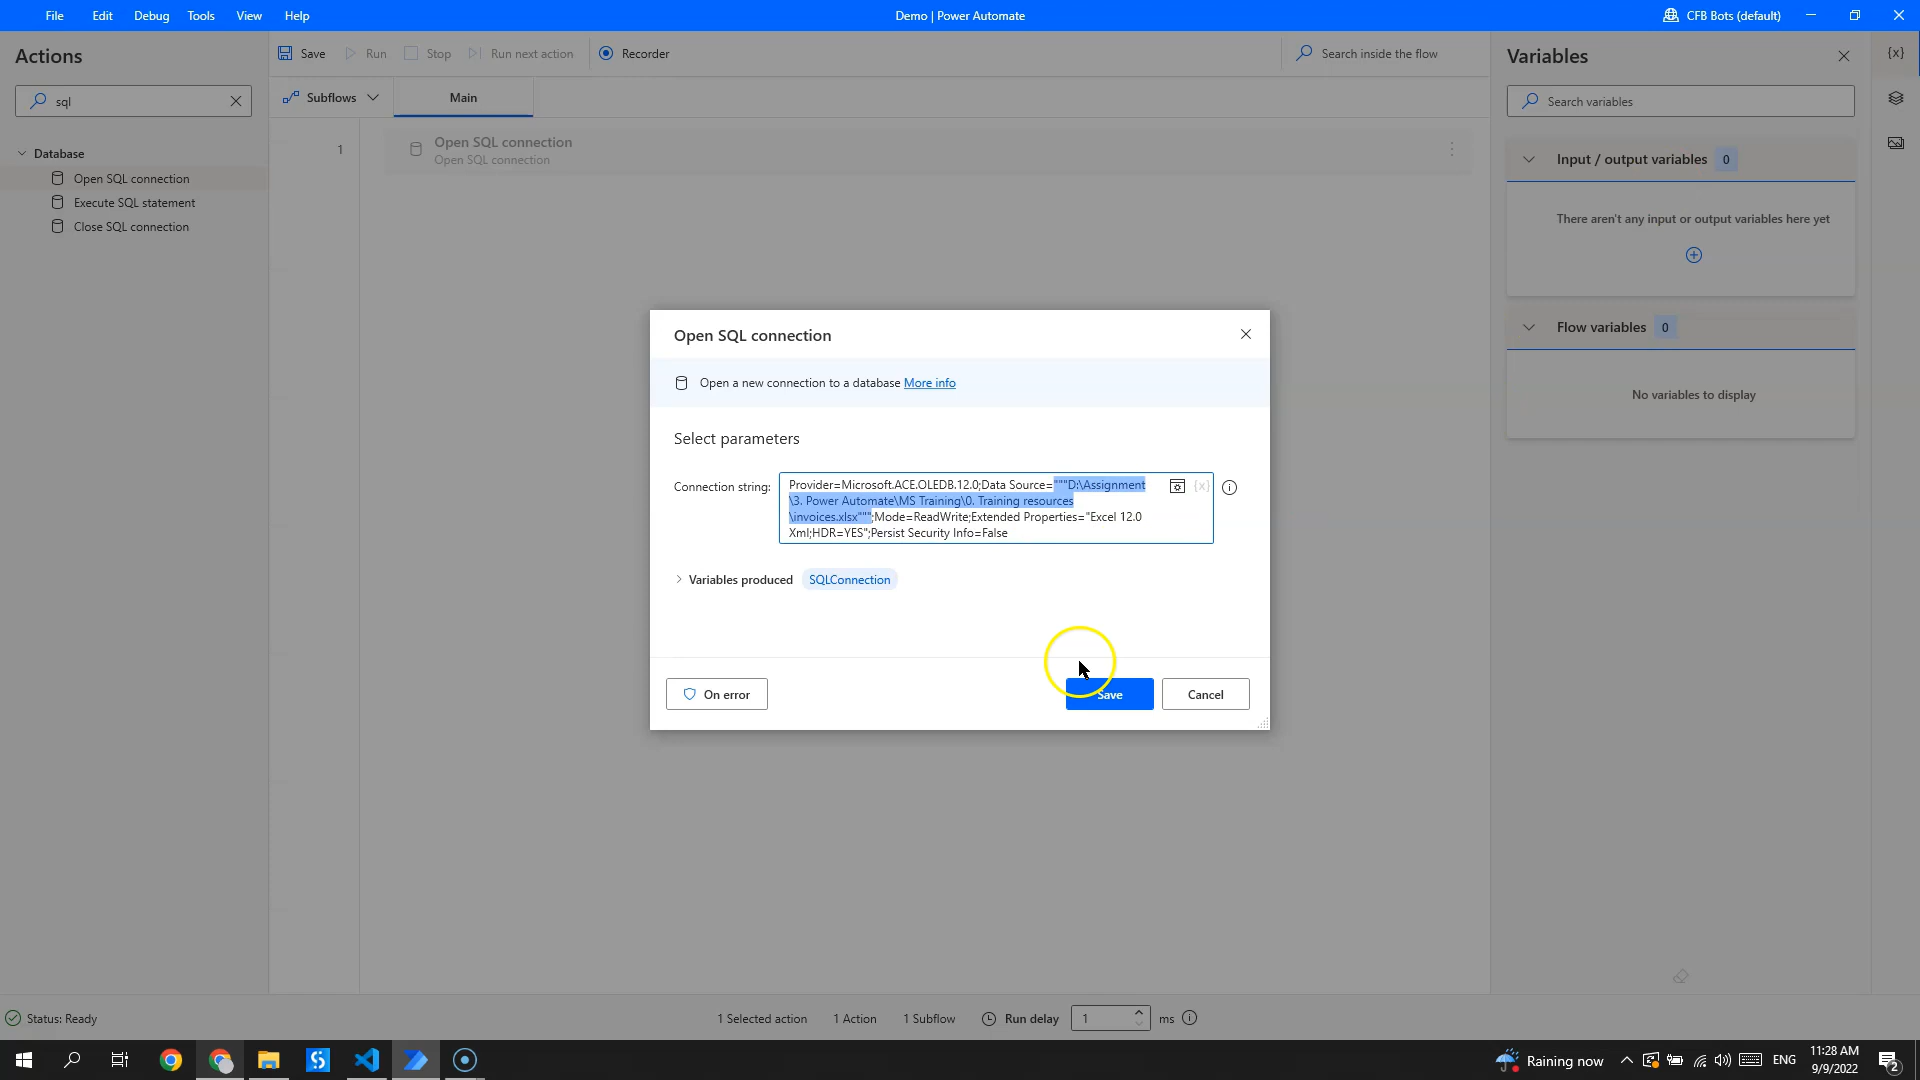 File Edit Debug Tools View Help
Demo | Power Automate
CFB Bots (default)
Actions
sql
Database
Open SQL connection
Execute SQL statement
Close SQL connection
Save Run Stop Run next action Recorder
Search inside the flow
Subflows Main
1
Open SQL connection
Open SQL connection
Variables
{x}
Search variables
Input / output variables 0
There aren't any input or output variables here yet
Flow variables 0
No variables to display
Open SQL connection
Open a new connection to a database More info
Select parameters
Connection string:
Provider=Microsoft.ACE.OLEDB.12.0;Data Source="""D:\Assignment
\3. Power Automate\MS Training\0. Training resources
\invoices.xlsx""";Mode=ReadWrite;Extended Properties="Excel 12.0
Xml;HDR=YES";Persist Security Info=False
{x}
Variables produced SQLConnection
On error
Save
Cancel
Status: Ready
1 Selected action 1 Action 1 Subflow Run delay 1 ms
Raining now
ENG
11:28 AM
9/9/2022
2